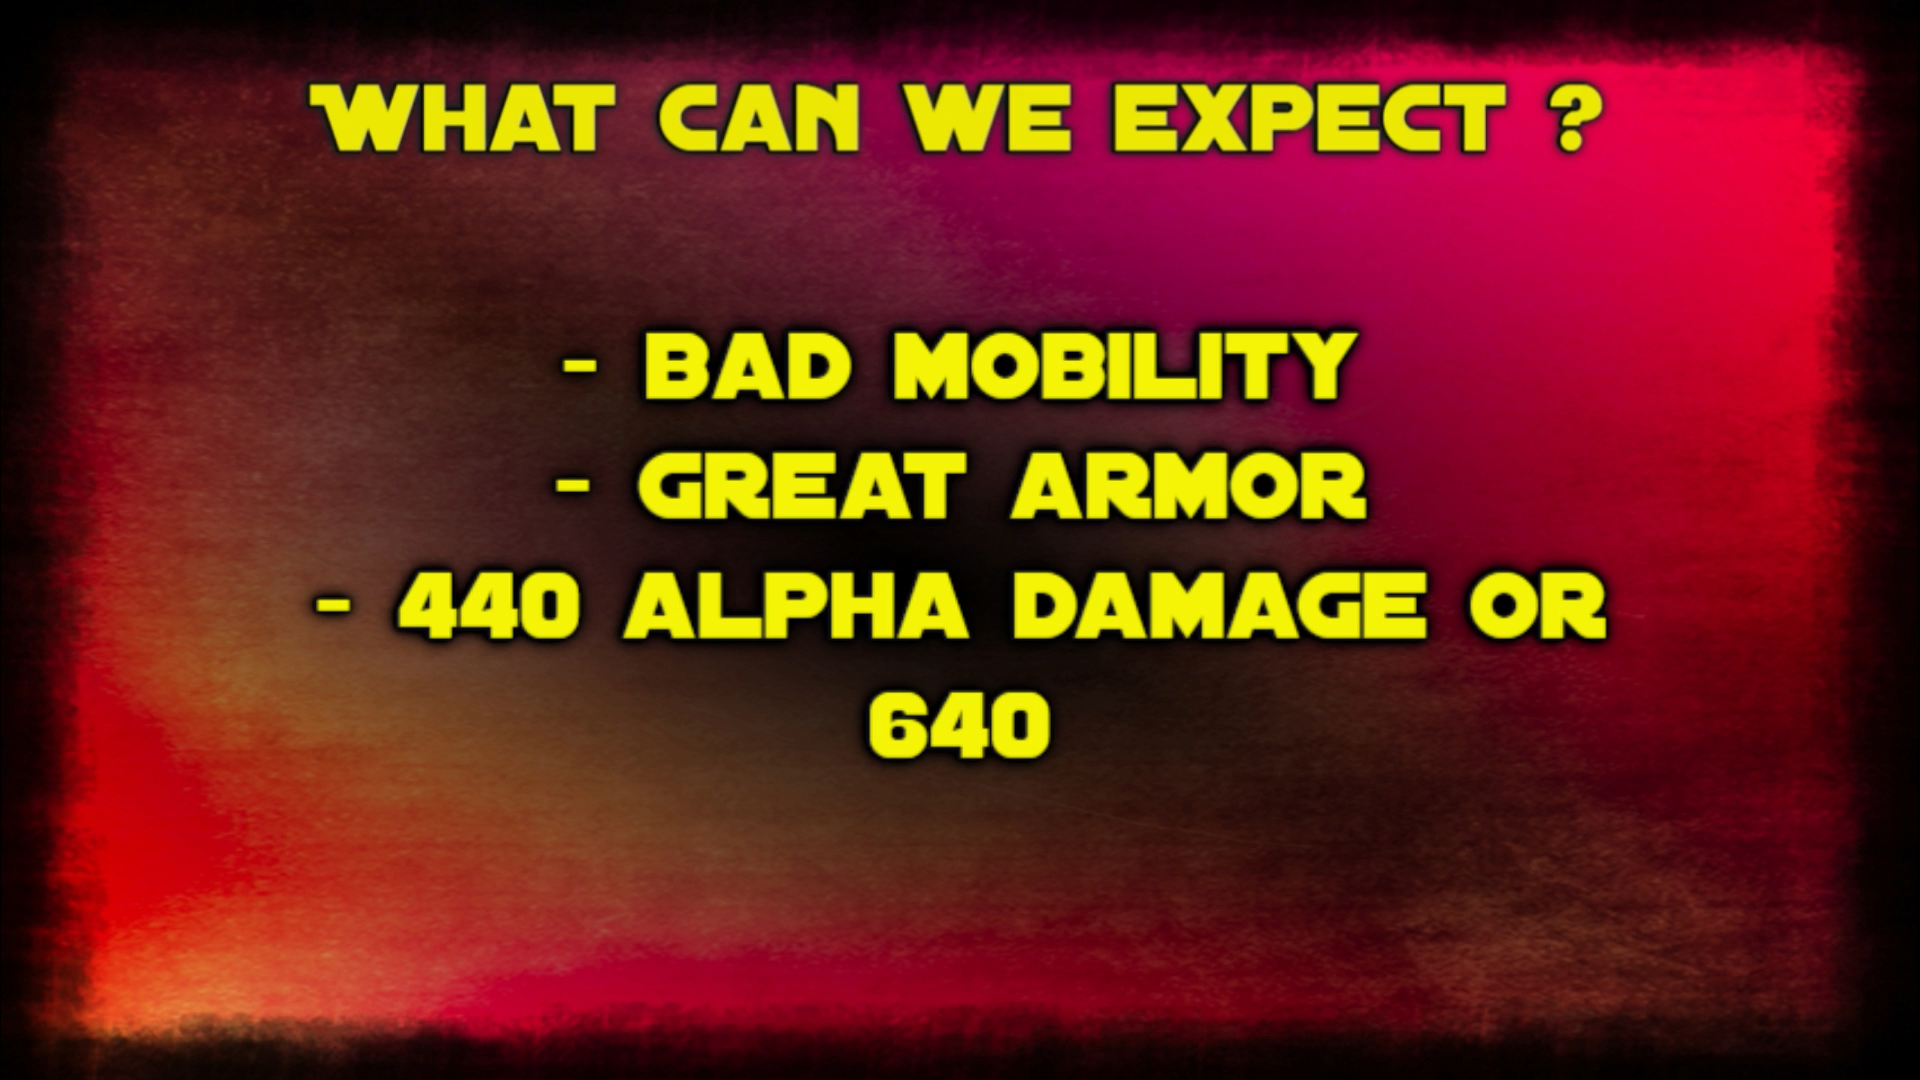 WHAT CAN WE EXPECT ?
- BAD MOBILITY
- GREAT ARMOR
- 440 ALPHA DAMAGE OR
640